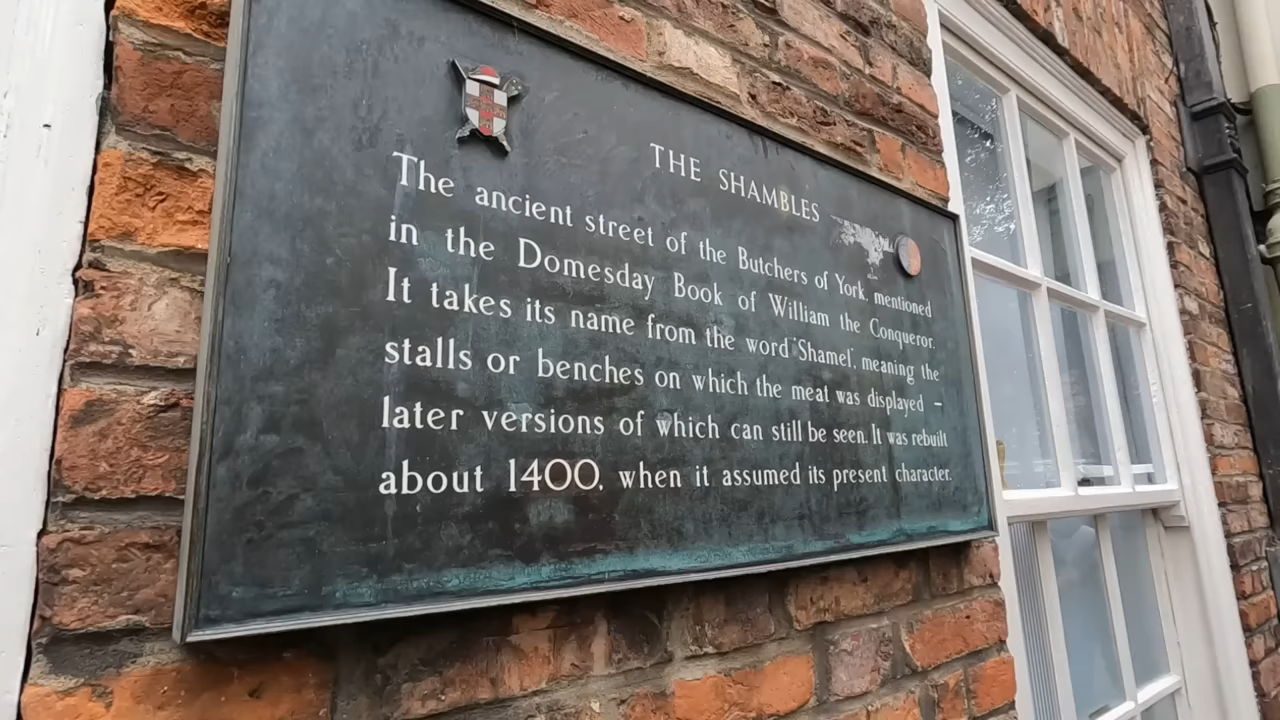 THE SHAMBLES
The ancient street of the Butchers of York, mentioned
in the Domesday Book of William the Conqueror.
It takes its name from the word 'Shamel', meaning the
stalls or benches on which the meat was displayed –
later versions of which can still be seen. It was rebuilt
about 1400, when it assumed its present character.